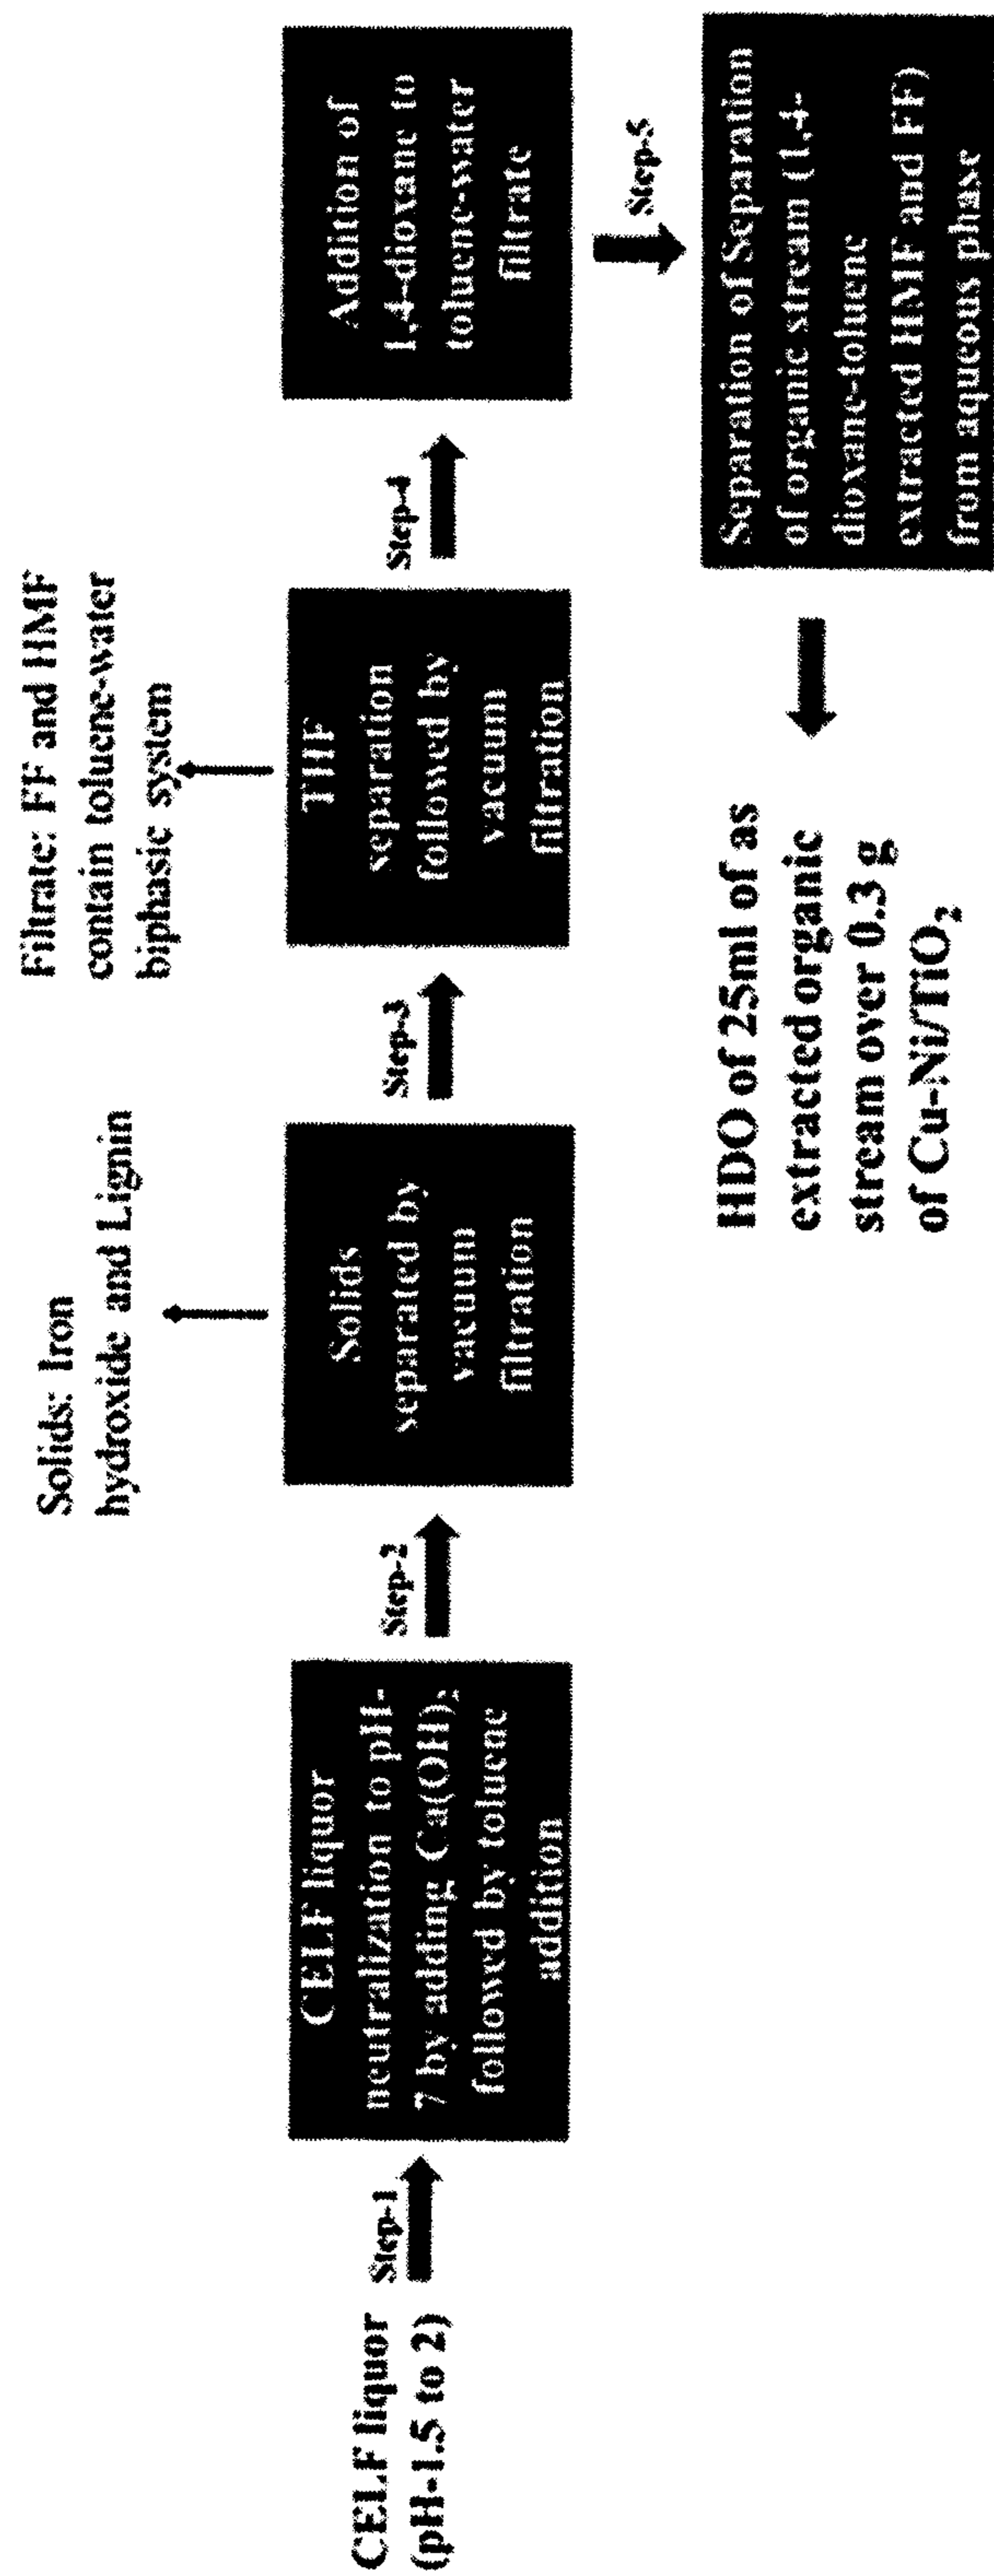 CELF liquor
(pH-1.5 to 2)
Step-1
CELF liquor
neutralization to pH-
7 by adding Ca(OH)₂
followed by toluene
addition
Step-2
Solids: Iron
hydroxide and Lignin
Solids
separated by
vacuum
filtration
Step-3
Filtrate: FF and HMF
contain toluene-water
biphasic system
THF
separation
followed by
vacuum
filtration
Step-4
Addition of
1,4-dioxane to
toluene-water
filtrate
Step-5
Separation of Separation
of organic stream (1,4-
dioxane-toluene
extracted HMF and FF)
from aqueous phase
HDO of 25ml of as
extracted organic
stream over 0.3 g
of Cu-Ni/TiO₂